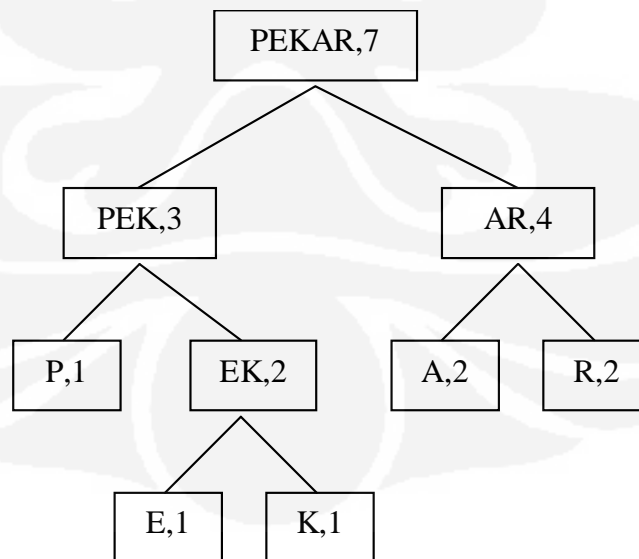 PEKAR,7
PEK,3
AR,4
P,1
EK,2
A,2
R,2
E,1
K,1